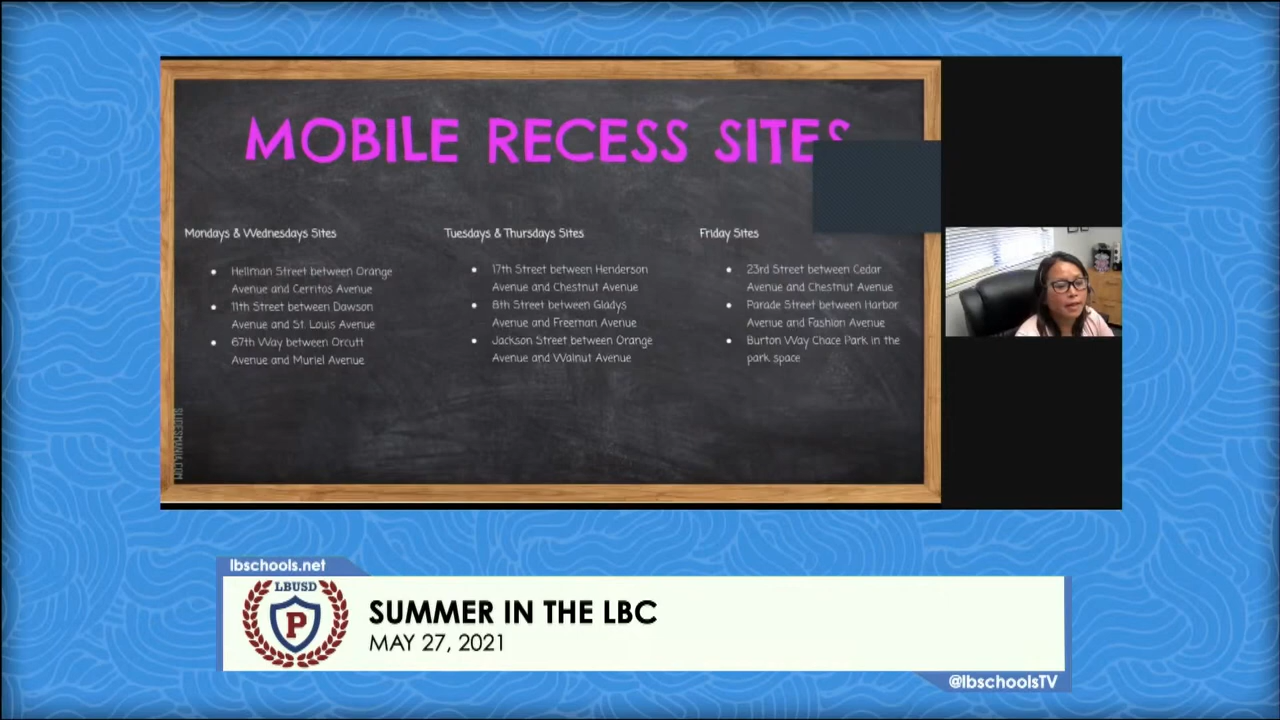 MOBILE RECESS SITES
Mondays & Wednesdays Sites
Hellman Street between Orange
Avenue and Cerritos Avenue
11th Street between Dawson
Avenue and St. Louis Avenue
67th Way between Orcutt
Avenue and Muriel Avenue
Tuesdays & Thursdays Sites
17th Street between Henderson
Avenue and Chestnut Avenue
8th Street between Gladys
Avenue and Freeman Avenue
Jackson Street between Orange
Avenue and Walnut Avenue
Friday Sites
23rd Street between Cedar
Avenue and Chestnut Avenue
Parade Street between Harbor
Avenue and Fashion Avenue
Burton Way Chace Park in the
park space
SLIDESMANIA.COM
lbschools.net
LBUSD
P
SUMMER IN THE LBC
MAY 27, 2021
@lbschoolsTV